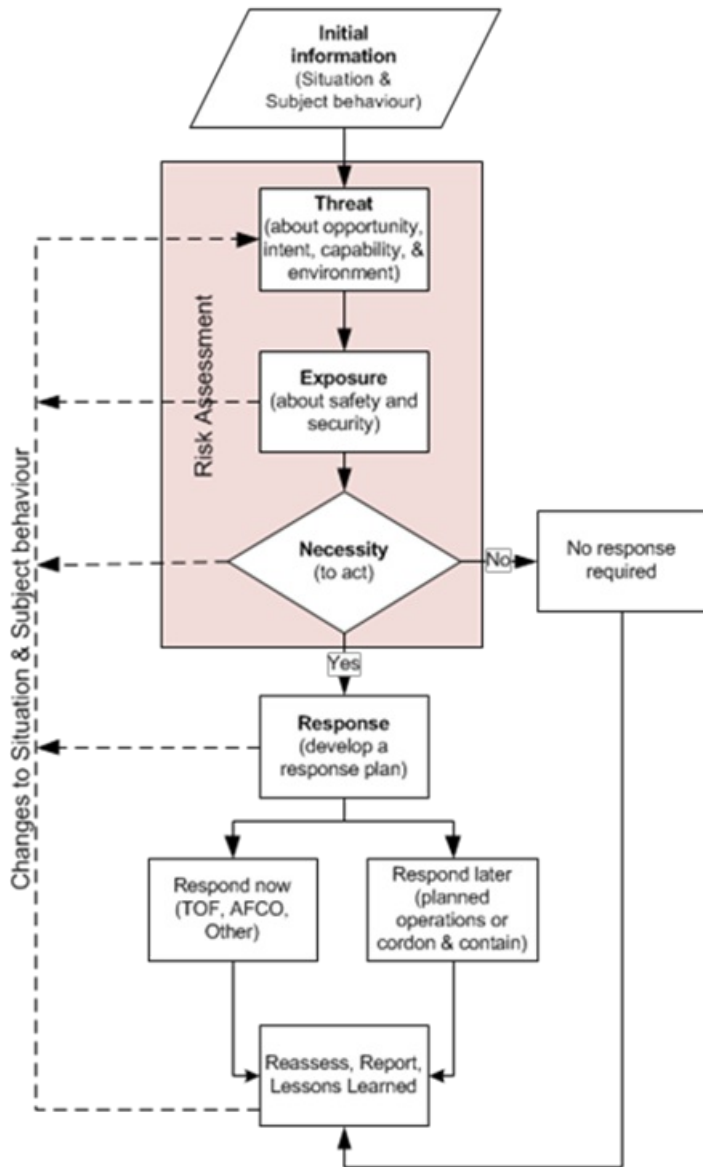 Initial
information
(Situation &
Subject behaviour)
Threat
(about opportunity,
intent, capability, &
environment)
Risk Assessment
Exposure
(about safety and
security)
Changes to Situation & Subject behaviour
Necessity
(to act)
No
No response
required
Yes
Response
(develop a
response plan)
Respond now
(TOF, AFCO,
Other)
Respond later
(planned
operations or
cordon & contain)
Reassess, Report,
Lessons Learned